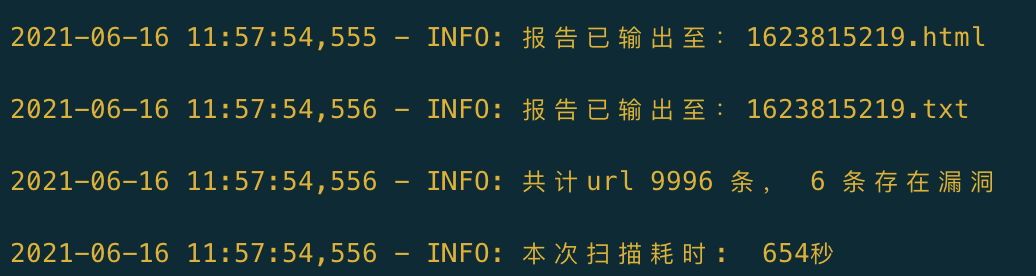 2021-06-16 11:57:54,555 - INFO: 报告已输出至: 1623815219.html
2021-06-16 11:57:54,556 - INFO: 报告已输出至: 1623815219.txt
2021-06-16 11:57:54,556 - INFO: 共计url 9996 条, 6 条存在漏洞
2021-06-16 11:57:54,556 - INFO: 本次扫描耗时: 654秒